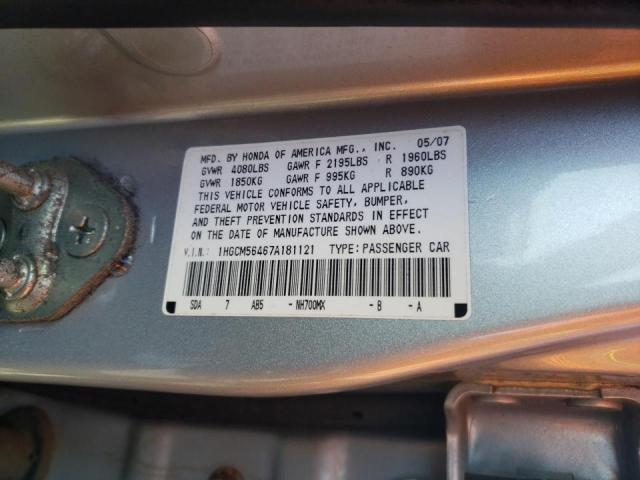 MFD. BY HONDA OF AMERICA MFG., INC. 05/07
GVWR 4080LBS GAWR F 2195LBS R 1960LBS
GVWR 1850KG GAWR F 995KG R 890KG
THIS VEHICLE CONFORMS TO ALL APPLICABLE
FEDERAL MOTOR VEHICLE SAFETY, BUMPER,
AND THEFT PREVENTION STANDARDS IN EFFECT
ON THE DATE OF MANUFACTURE SHOWN ABOVE.
V.I.N.: 1HGCM56467A181121 TYPE: PASSENGER CAR
SDA 7 AB5 -NH700MX -B -A